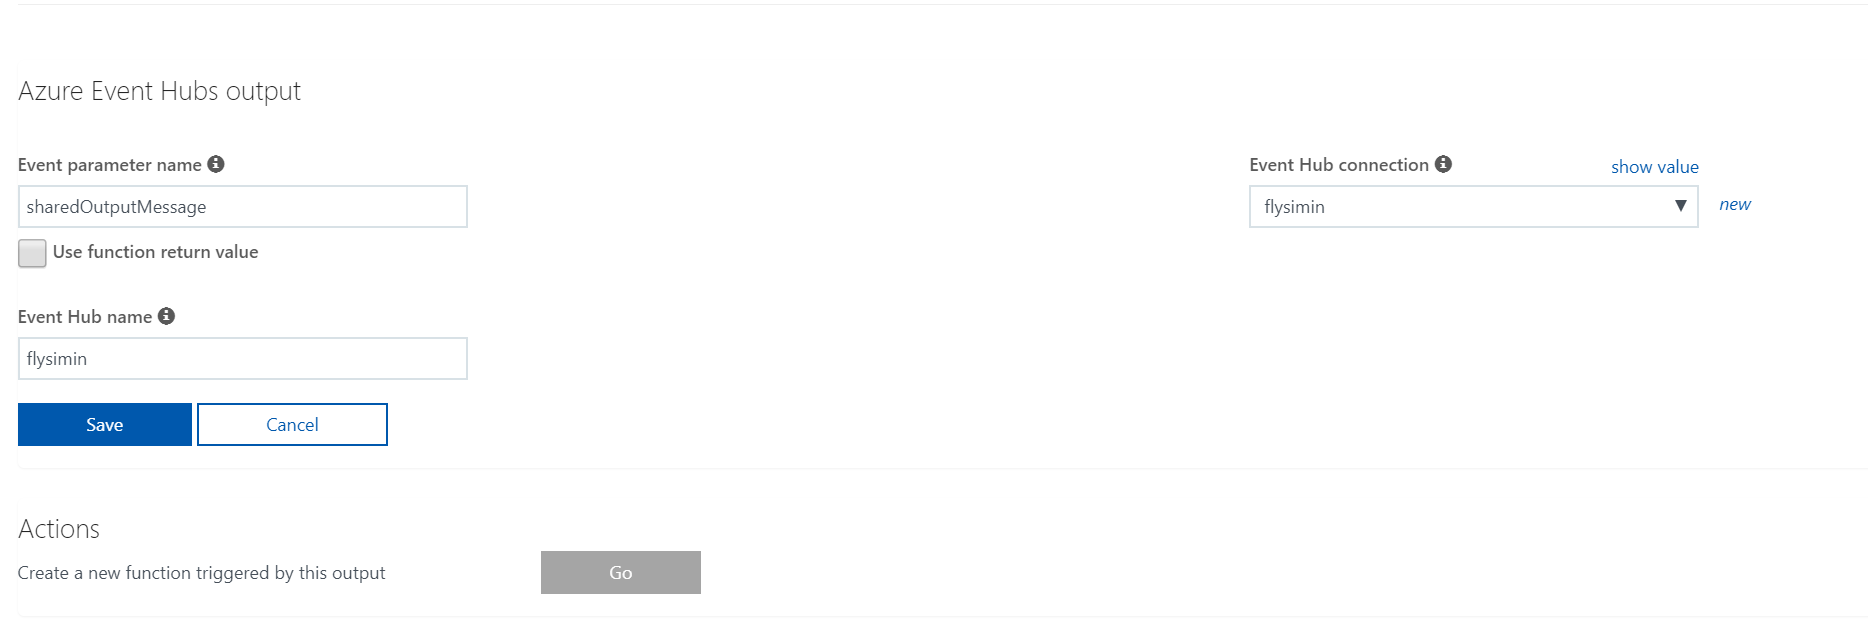 Azure Event Hubs output
Event parameter name
Event Hub connection
show value
sharedOutputMessage
flysimin
new
Use function return value
Event Hub name
flysimin
Save
Cancel
Actions
Create a new function triggered by this output
Go